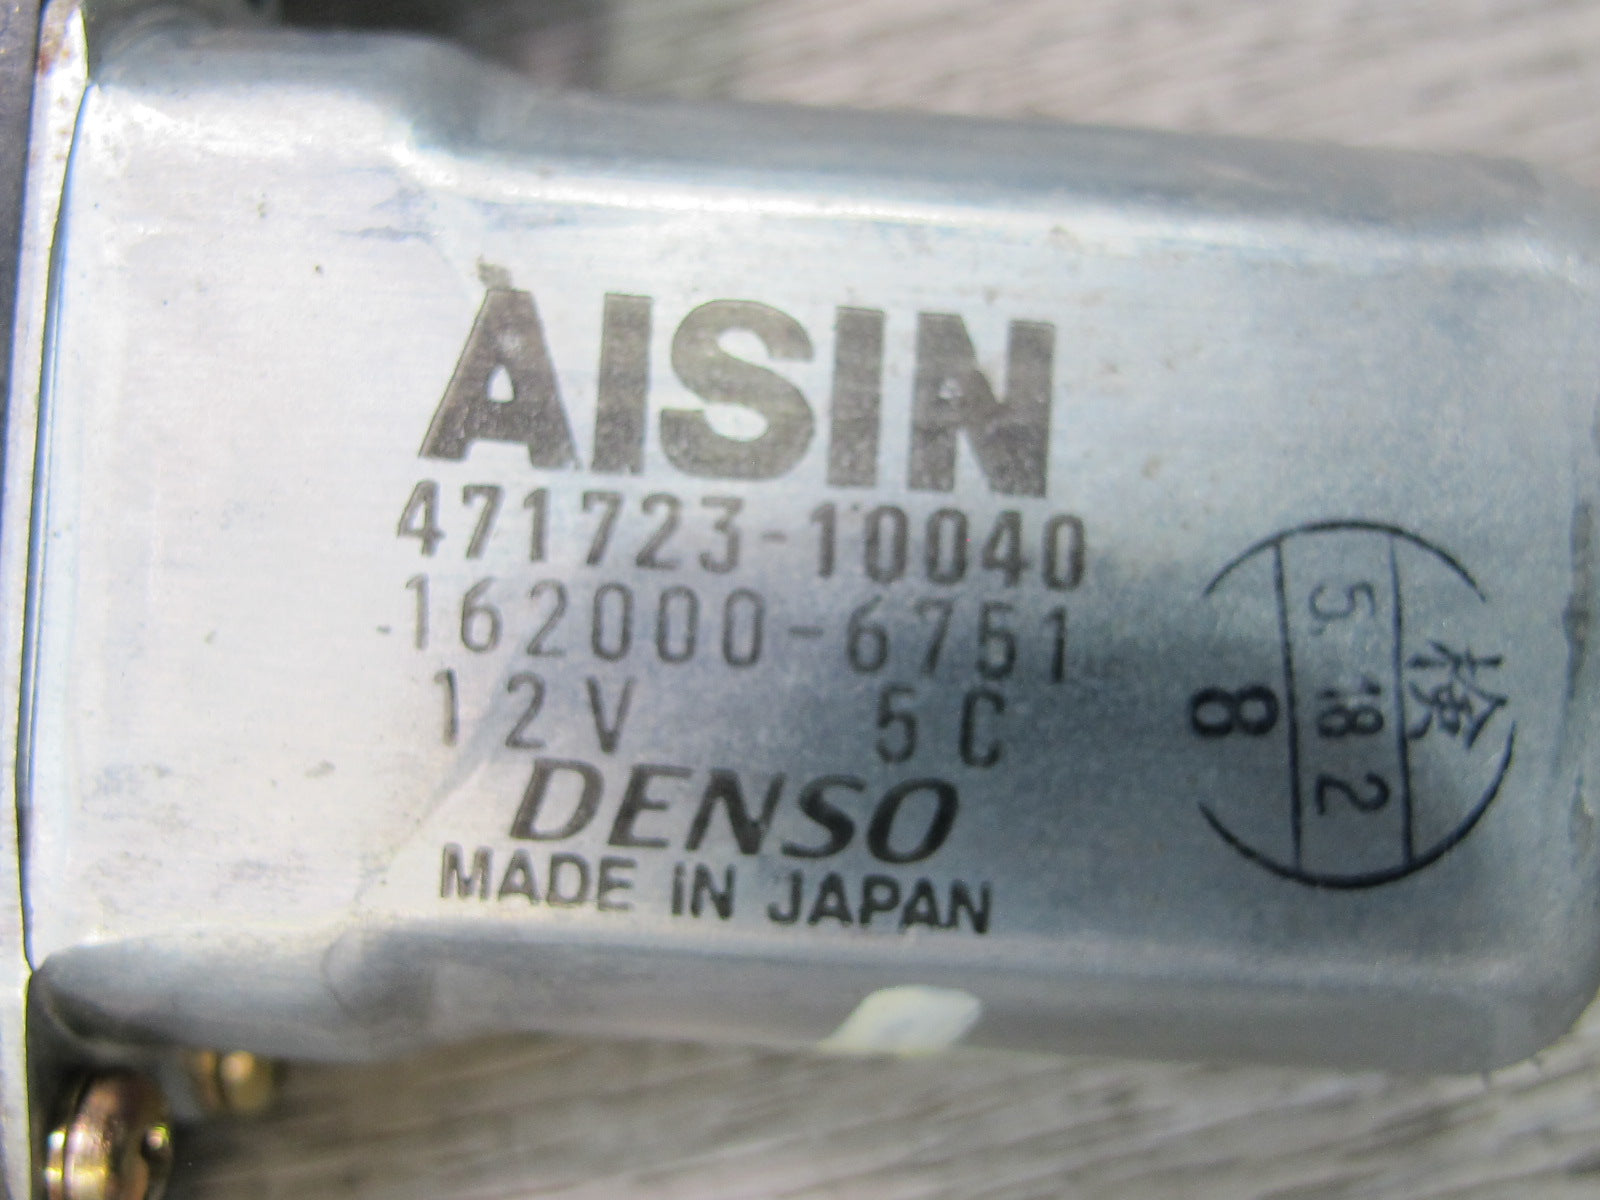 AISIN
471723-10040
162000-6751
12V 5C
DENSO
MADE IN JAPAN
検
5.18 2
8